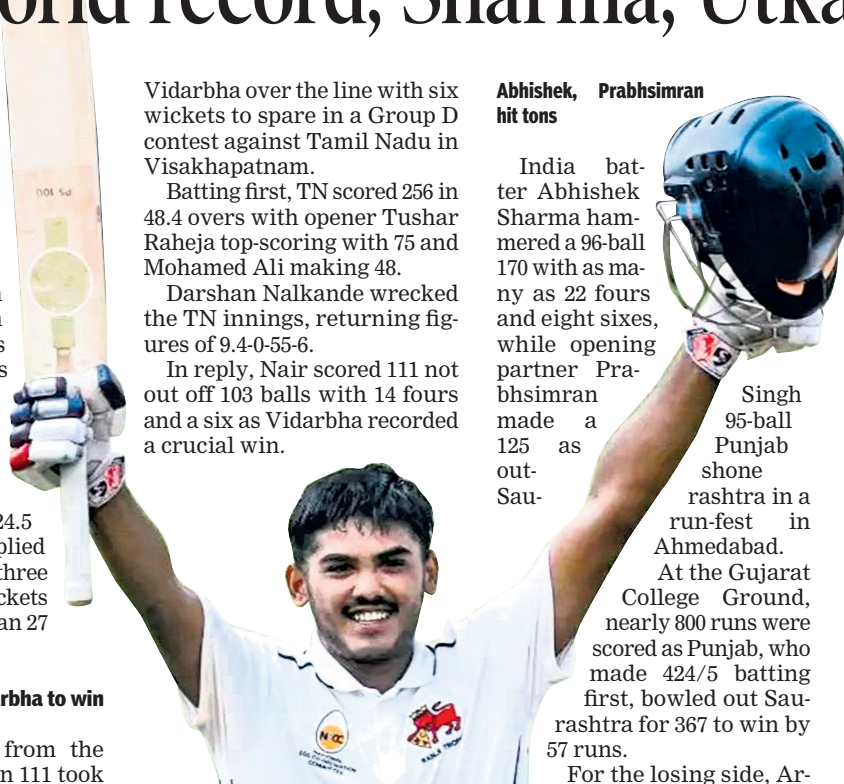 orld record, Sharma, Utka
24.5
plied
three
ckets
an 27
rbha to win
from the
n 111 took
Vidarbha over the line with six
wickets to spare in a Group D
contest against Tamil Nadu in
Visakhapatnam.
Batting first, TN scored 256 in
48.4 overs with opener Tushar
Raheja top-scoring with 75 and
Mohamed Ali making 48.
Darshan Nalkande wrecked
the TN innings, returning fig-
ures of 9.4-0-55-6.
In reply, Nair scored 111 not
out off 103 balls with 14 fours
and a six as Vidarbha recorded
a crucial win.
Abhishek, Prabhsimran
hit tons
India bat-
ter Abhishek
Sharma ham-
mered a 96-ball
170 with as ma-
ny as 22 fours
and eight sixes,
while opening
partner Pra-
bhsimran Singh
made a 95-ball
125 as Punjab
out- shone
Sau- rashtra in a
run-fest in
Ahmedabad.
At the Gujarat
College Ground,
nearly 800 runs were
scored as Punjab, who
made 424/5 batting
first, bowled out Sau-
rashtra for 367 to win by
57 runs.
For the losing side, Ar-